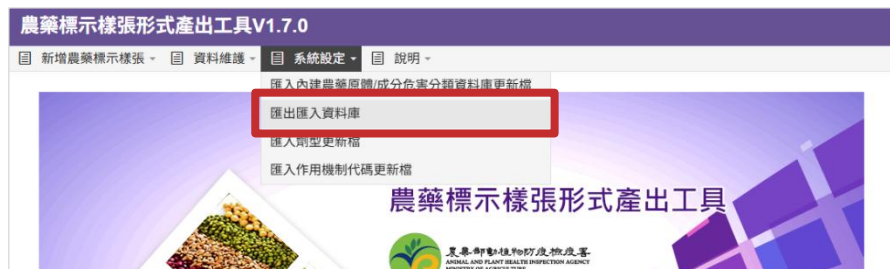 農藥標示樣張形式產出工具V1.7.0
新增農藥標示樣張 資料維護 系統設定 說明
匯入內建農藥原體/成分危害分類資料庫更新檔
匯出匯入資料庫
匯入劑型更新檔
匯入作用機制代碼更新檔
農藥標示樣張形式產出工具
農業部動植物防疫檢疫署
ANIMAL AND PLANT HEALTH INSPECTION AGENCY
MINISTRY OF AGRICULTURE